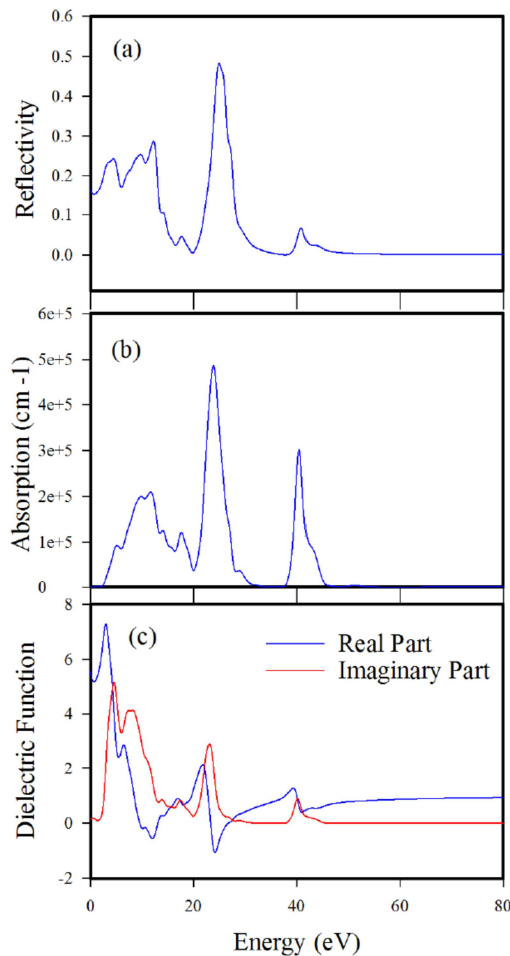 0.6
(a)
0.5
0.4
0.3
0.2
0.1
0.0
Reflectivity
6e+5
(b)
5e+5
4e+5
3e+5
2e+5
1e+5
0
Absorption (cm -1)
8
(c)
Real Part
Imaginary Part
6
4
2
0
-2
Dielectric Function
0 20 40 60 80
Energy (eV)